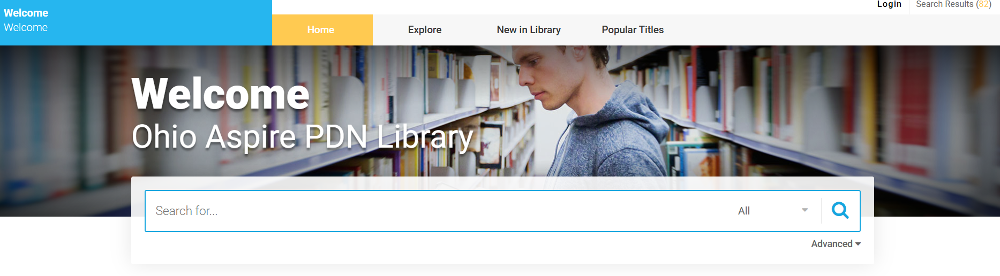 Welcome
Welcome
Login
Search Results (82)
Home
Explore
New in Library
Popular Titles
Welcome
Ohio Aspire PDN Library
Search for...
All
Advanced